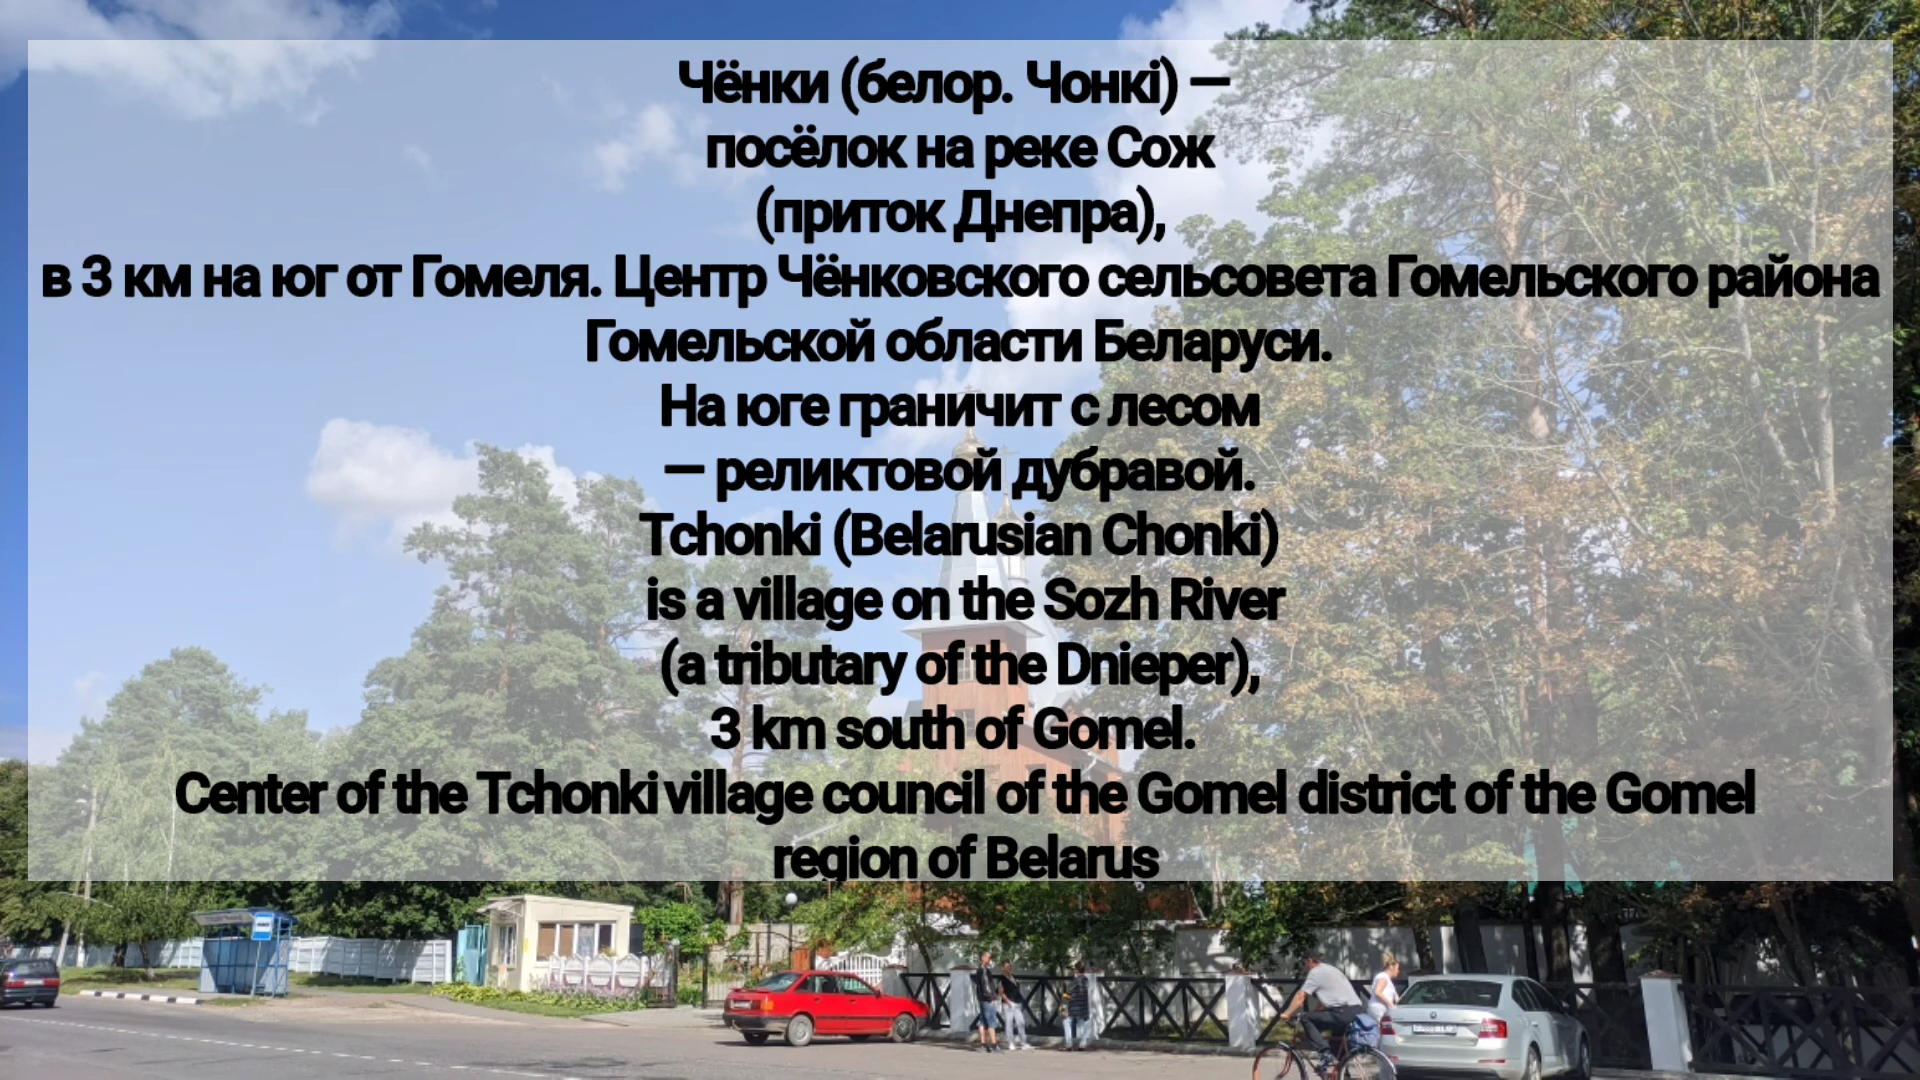 Чёнки (белор. Чонкі) —
посёлок на реке Сож
(приток Днепра),
в 3 км на юг от Гомеля. Центр Чёнковского сельсовета Гомельского района
Гомельской области Беларуси.
На юге граничит с лесом
— реликтовой дубравой.
Tchonki (Belarusian Chonki)
is a village on the Sozh River
(a tributary of the Dnieper),
3 km south of Gomel.
Center of the Tchonki village council of the Gomel district of the Gomel
region of Belarus